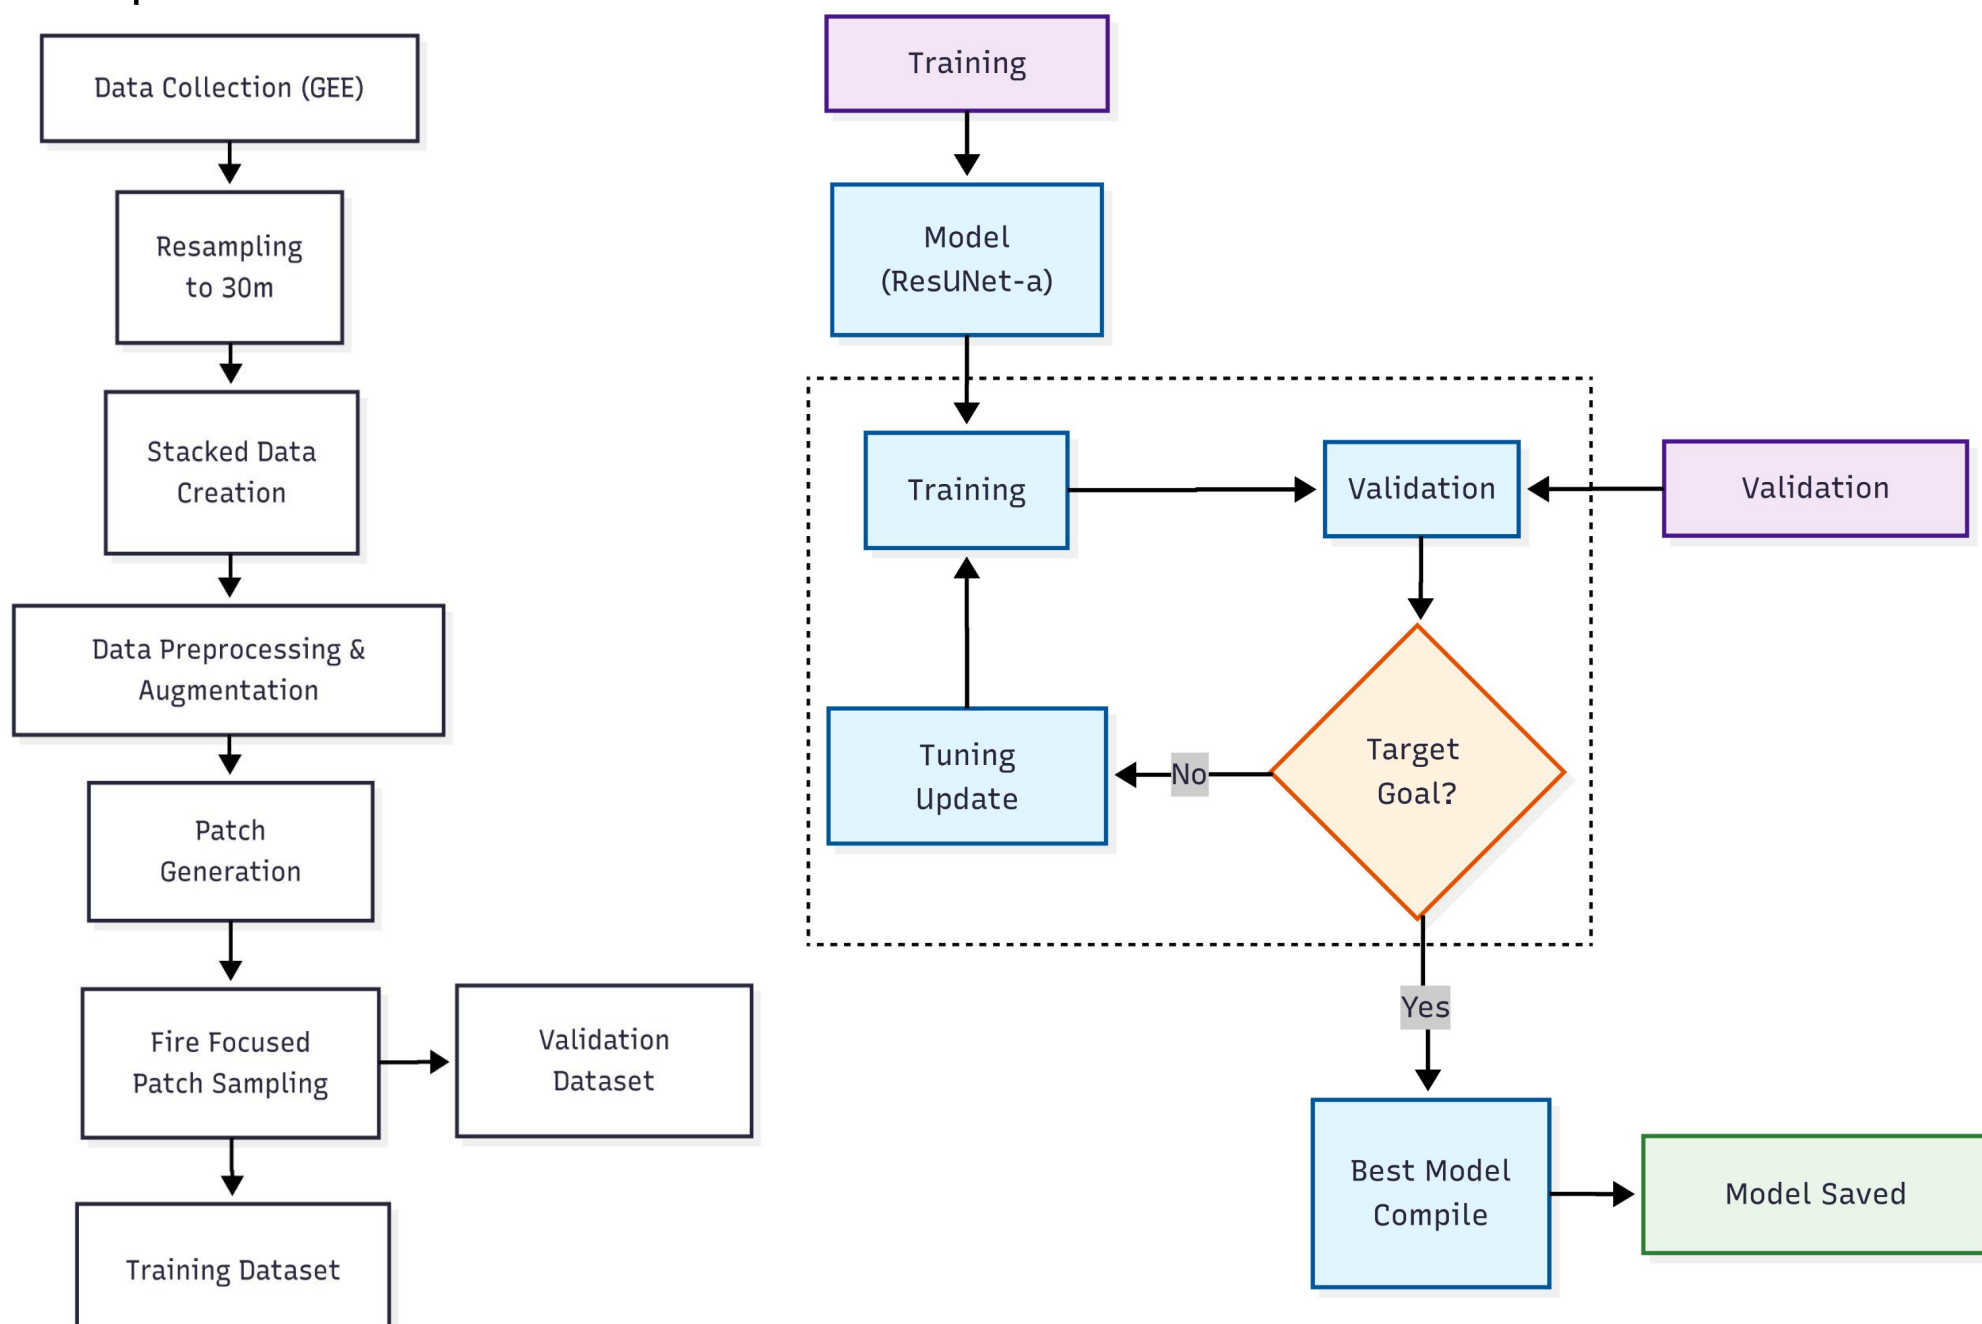 Data Collection (GEE)
Resampling
to 30m
Stacked Data
Creation
Data Preprocessing &
Augmentation
Patch
Generation
Fire Focused
Patch Sampling
Validation
Dataset
Training Dataset
Training
Model
(ResUNet-a)
Training
Validation
Validation
Tuning
Update
No
Target
Goal?
Yes
Best Model
Compile
Model Saved